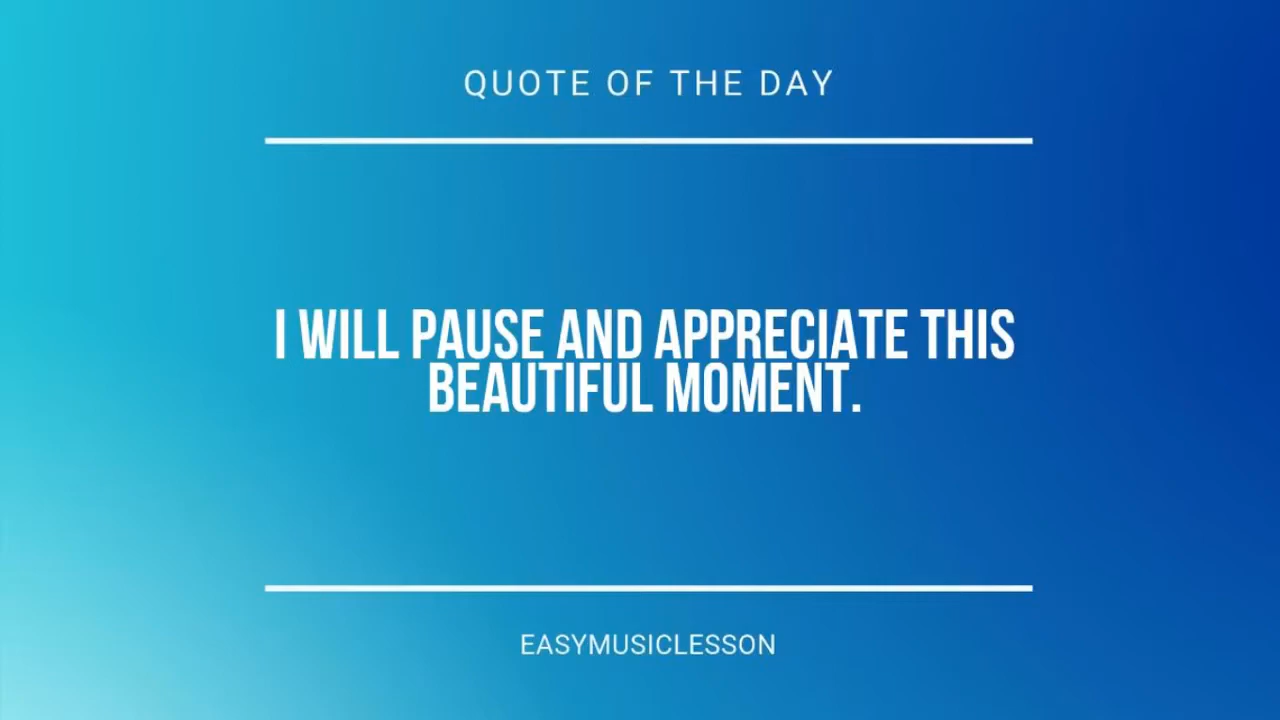 QUOTE OF THE DAY
I WILL PAUSE AND APPRECIATE THIS
BEAUTIFUL MOMENT.
EASYMUSICLESSON